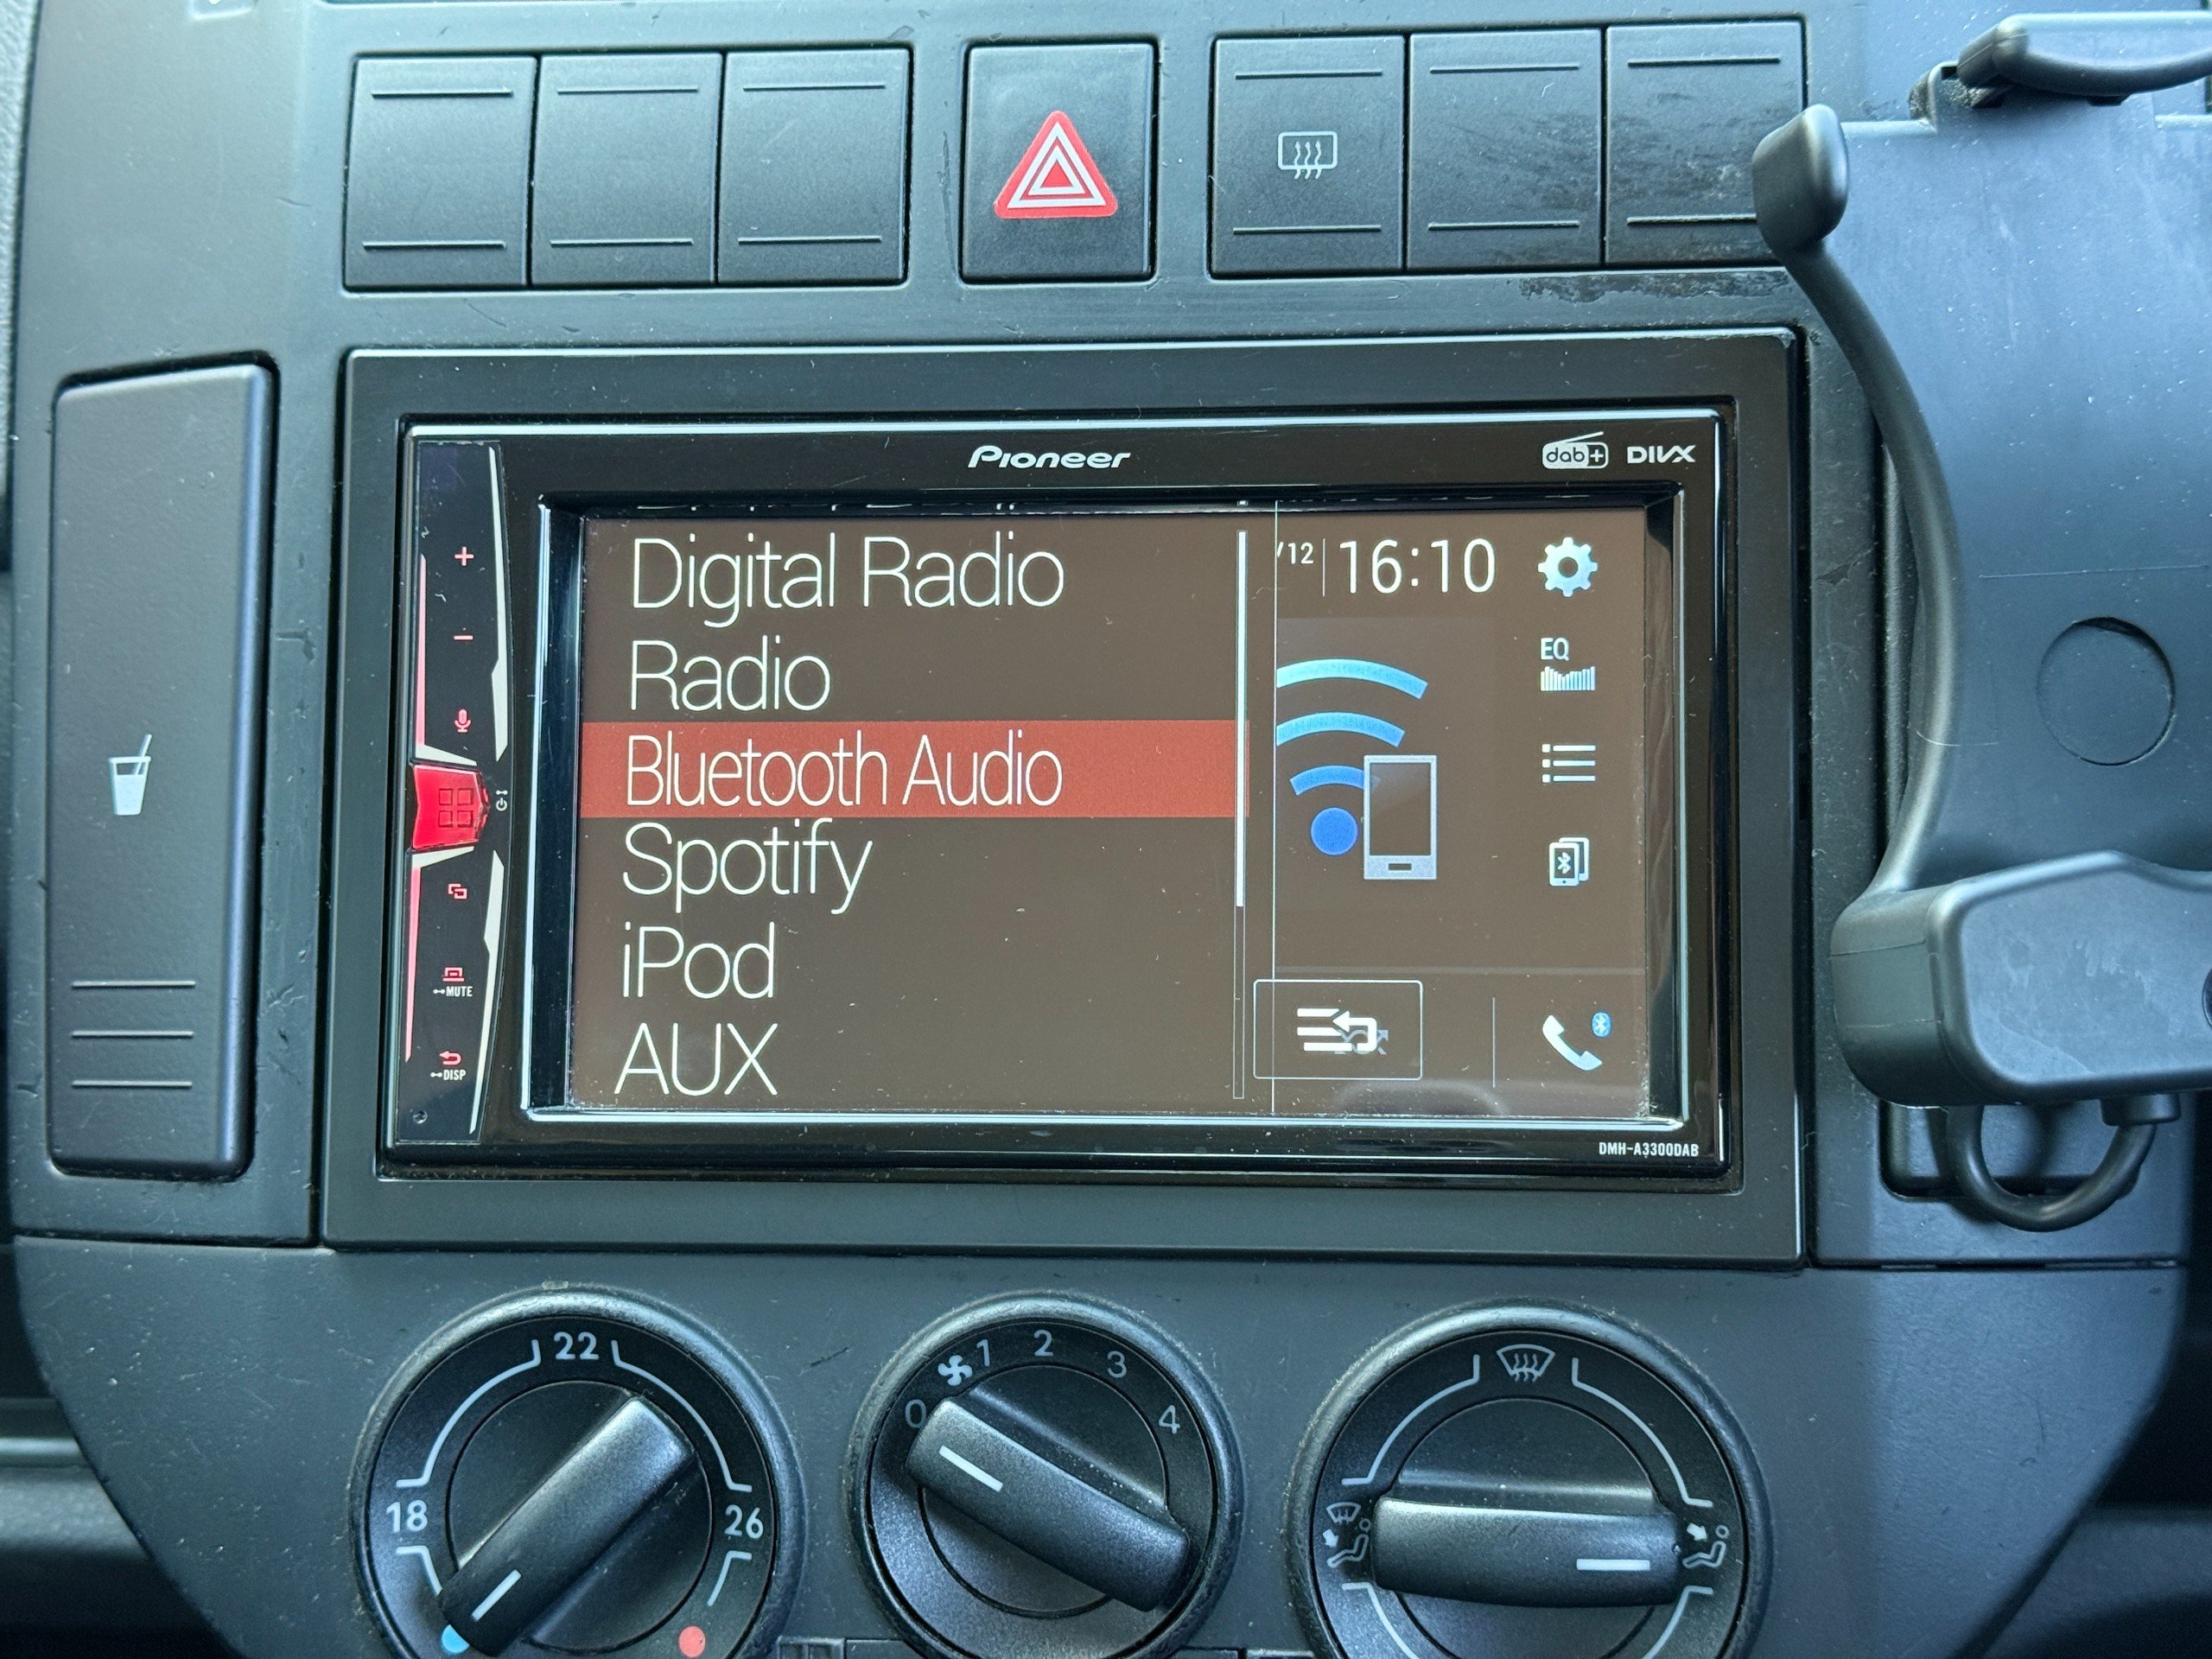 Pioneer
dab+ DIVX
Digital Radio
/12 16:10
Radio
EQ
Bluetooth Audio
Spotify
iPod
MUTE
AUX
DISP
DMH-A3300DAB
22
18
26
0 1 2 3 4